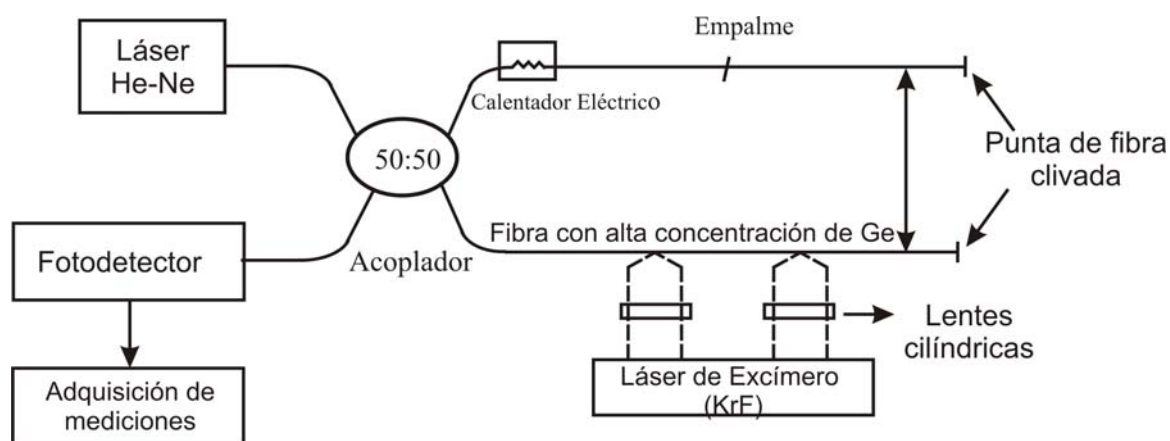 Láser
He-Ne
Empalme
Calentador Eléctrico
50:50
Punta de fibra
clivada
Fibra con alta concentración de Ge
Acoplador
Fotodetector
Lentes
cilíndricas
Láser de Excímero
(KrF)
Adquisición de
mediciones